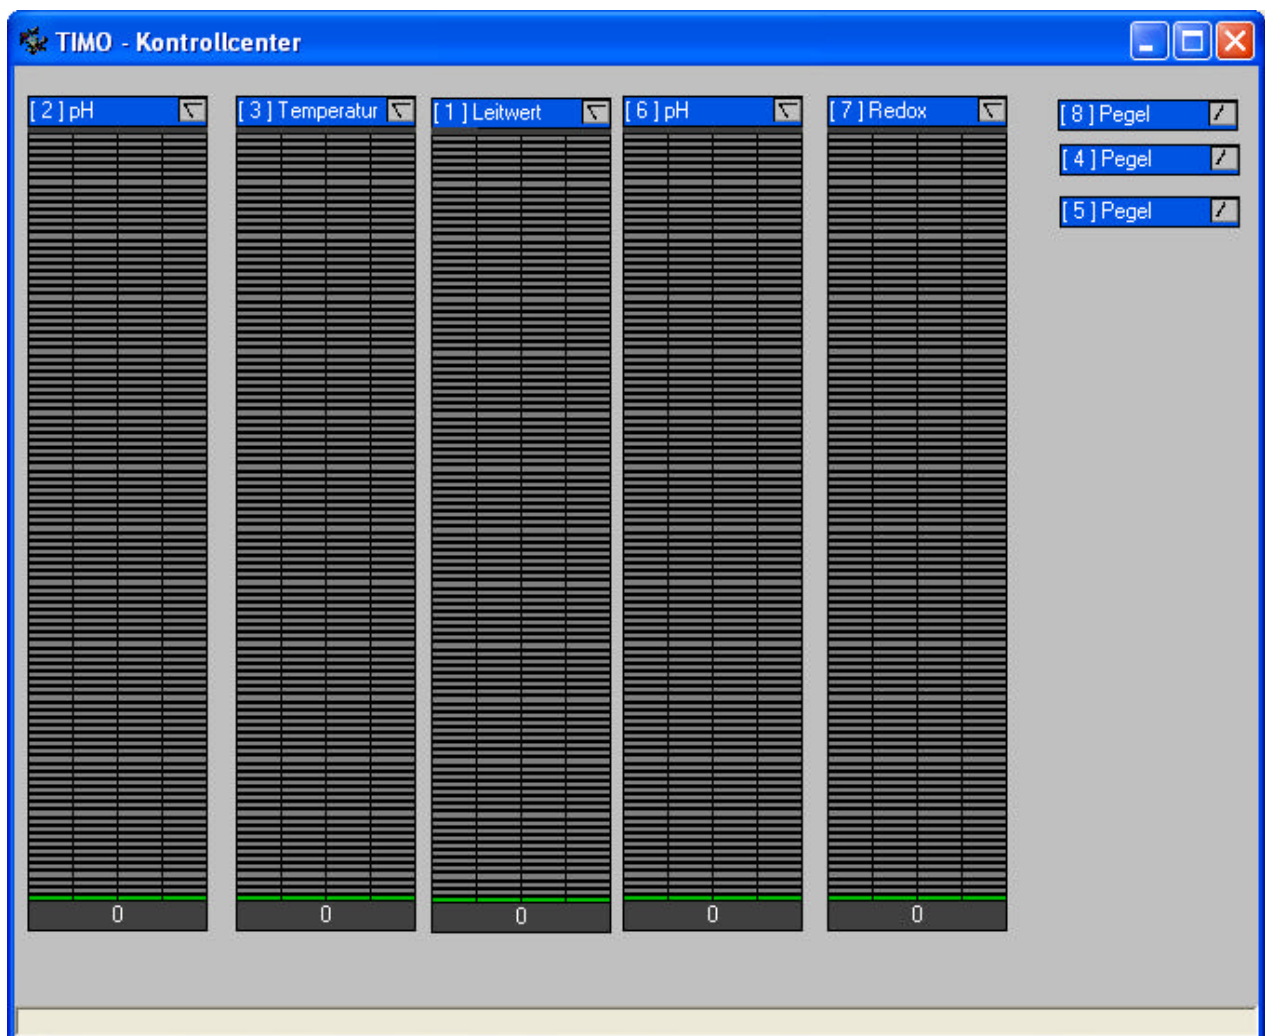 TIMO - Kontrollcenter
[ 2 ] pH
[ 3 ] Temperatur
[ 1 ] Leitwert
[ 6 ] pH
[ 7 ] Redox
[ 8 ] Pegel
[ 4 ] Pegel
[ 5 ] Pegel
0
0
0
0
0